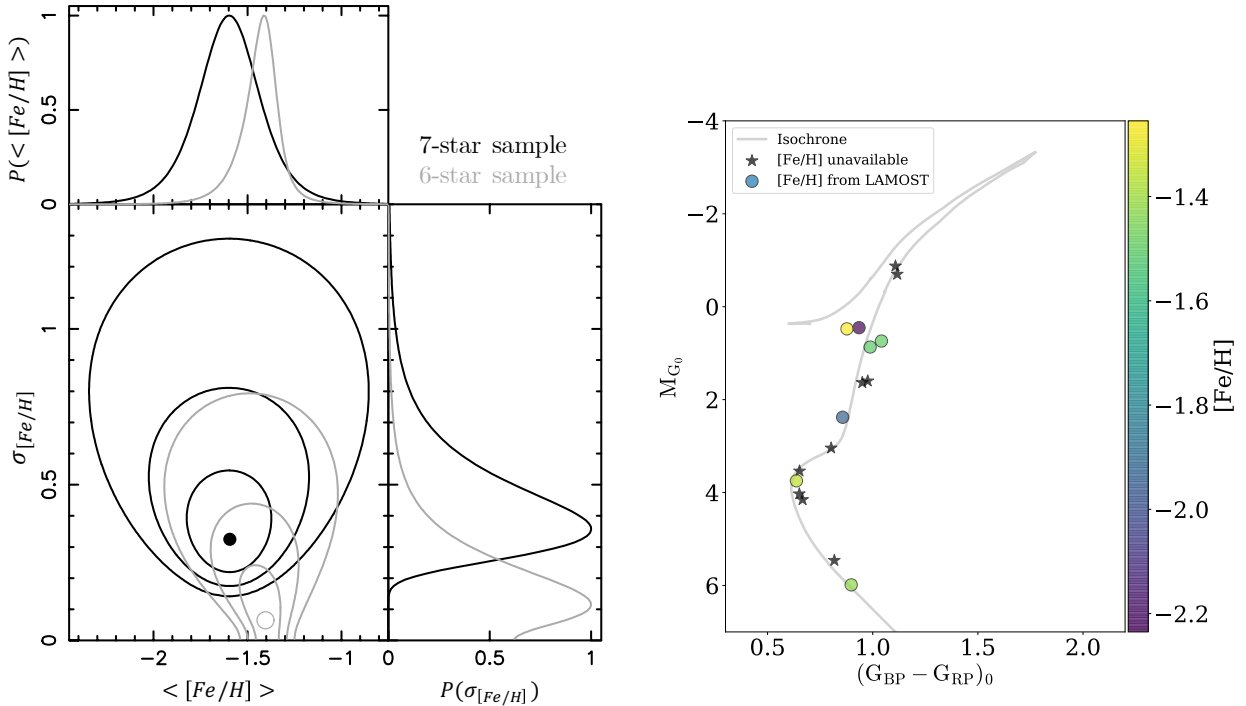 P(< [Fe/H] >)
1
0.5
0
7-star sample
6-star sample
σ[Fe/H]
1
0.5
0
−2
−1.5
−1
0
0.5
1
< [Fe/H] >
P(σ[Fe/H])
Isochrone
[Fe/H] unavailable
[Fe/H] from LAMOST
−4
−2
0
2
4
6
M_G₀
0.5
1.0
1.5
2.0
(G_BP − G_RP)₀
−1.4
−1.6
−1.8
−2.0
−2.2
[Fe/H]